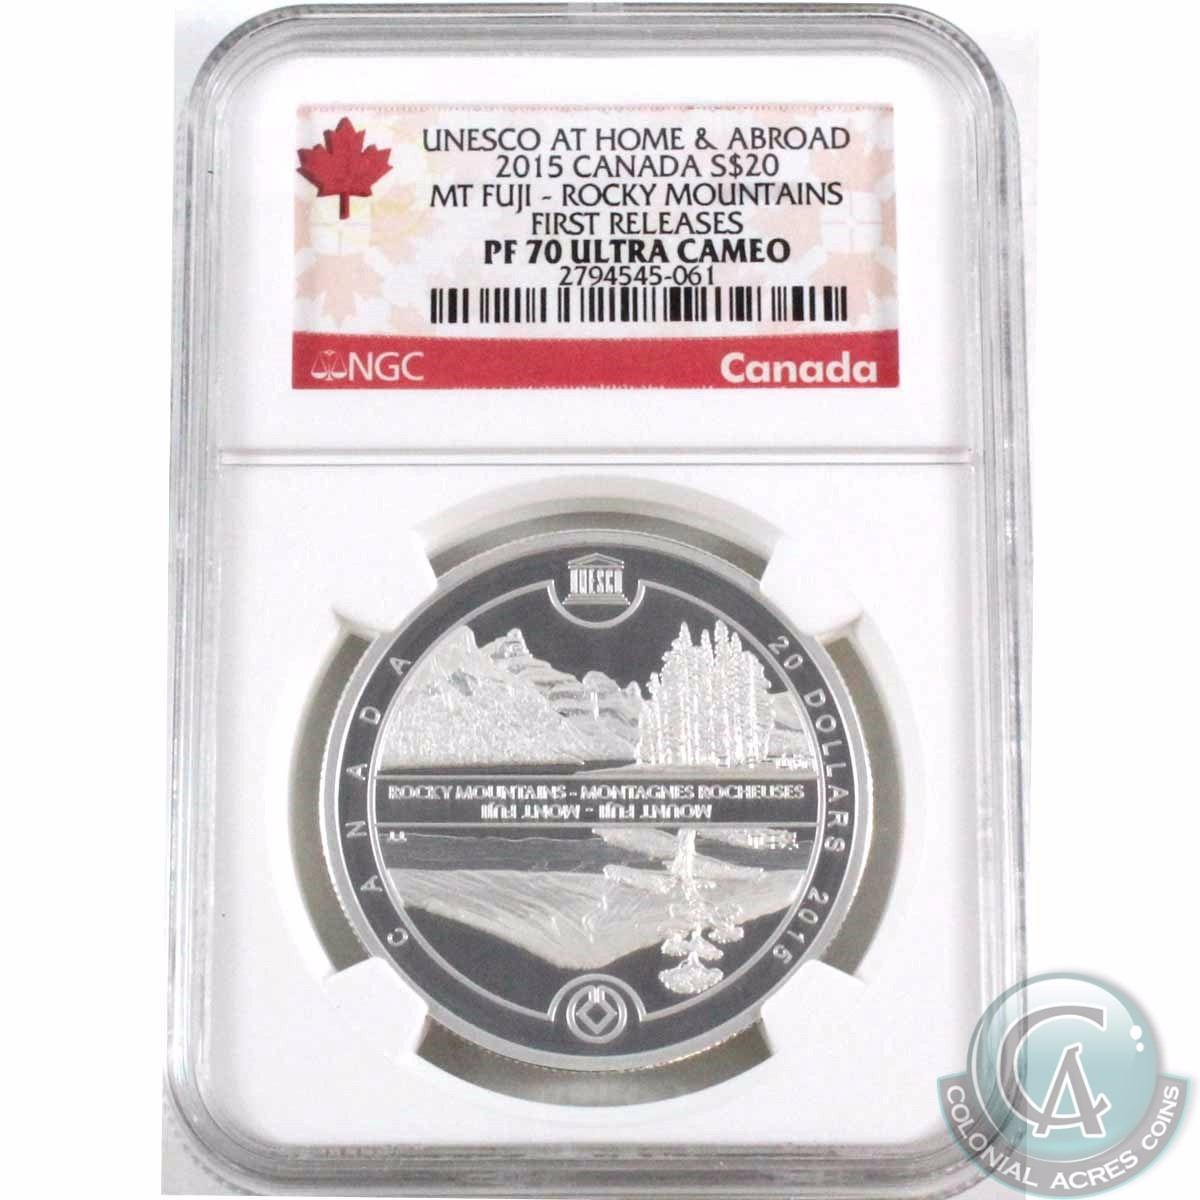 UNESCO AT HOME & ABROAD
2015 CANADA S$20
MT FUJI - ROCKY MOUNTAINS
FIRST RELEASES
PF 70 ULTRA CAMEO
2794545-061
NGC
Canada
UNESCO
CANADA
20 DOLLARS 2015
ROCKY MOUNTAINS - MONTAGNES ROCHEUSES
MOUNT FUJI - MONT FUJI
CA
COLONIAL ACRES COINS